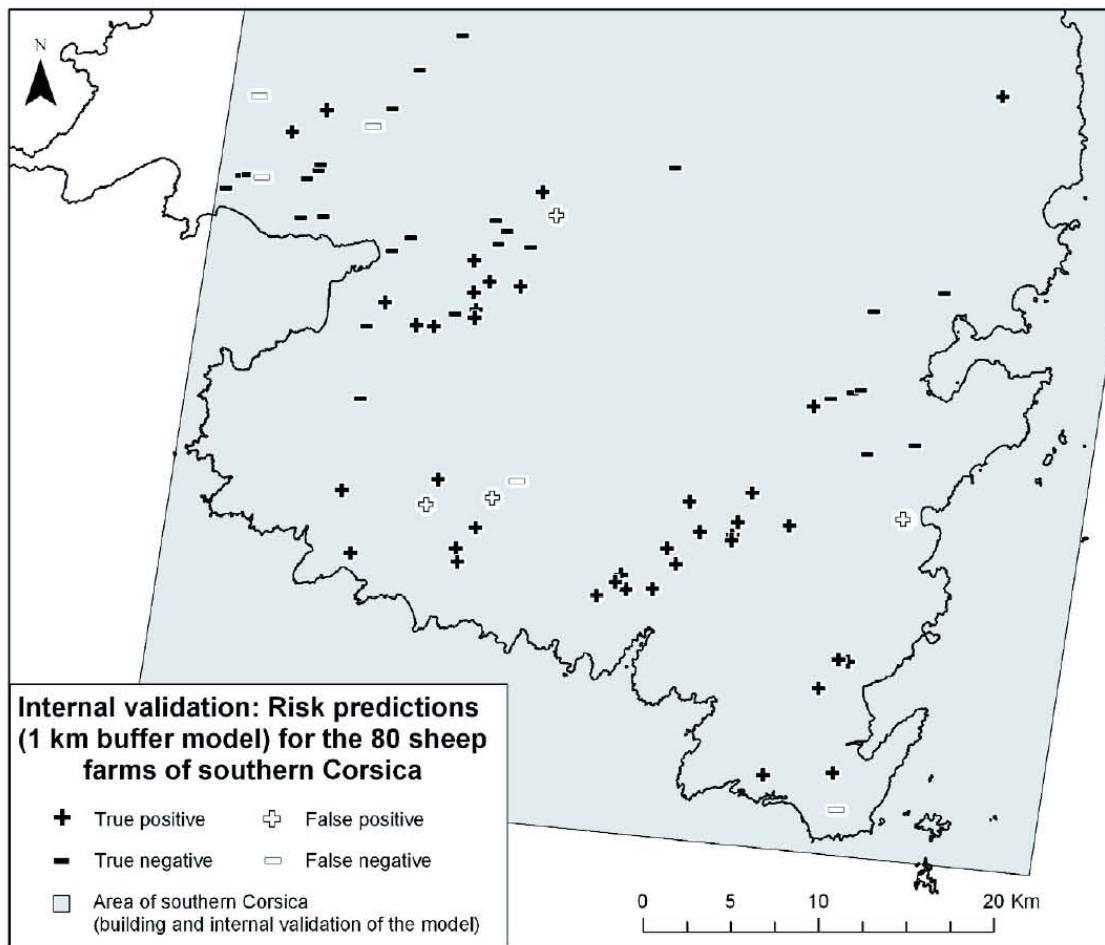 N
Internal validation: Risk predictions
(1 km buffer model) for the 80 sheep
farms of southern Corsica
True positive
False positive
True negative
False negative
Area of southern Corsica
(building and internal validation of the model)
0 5 10 20 Km